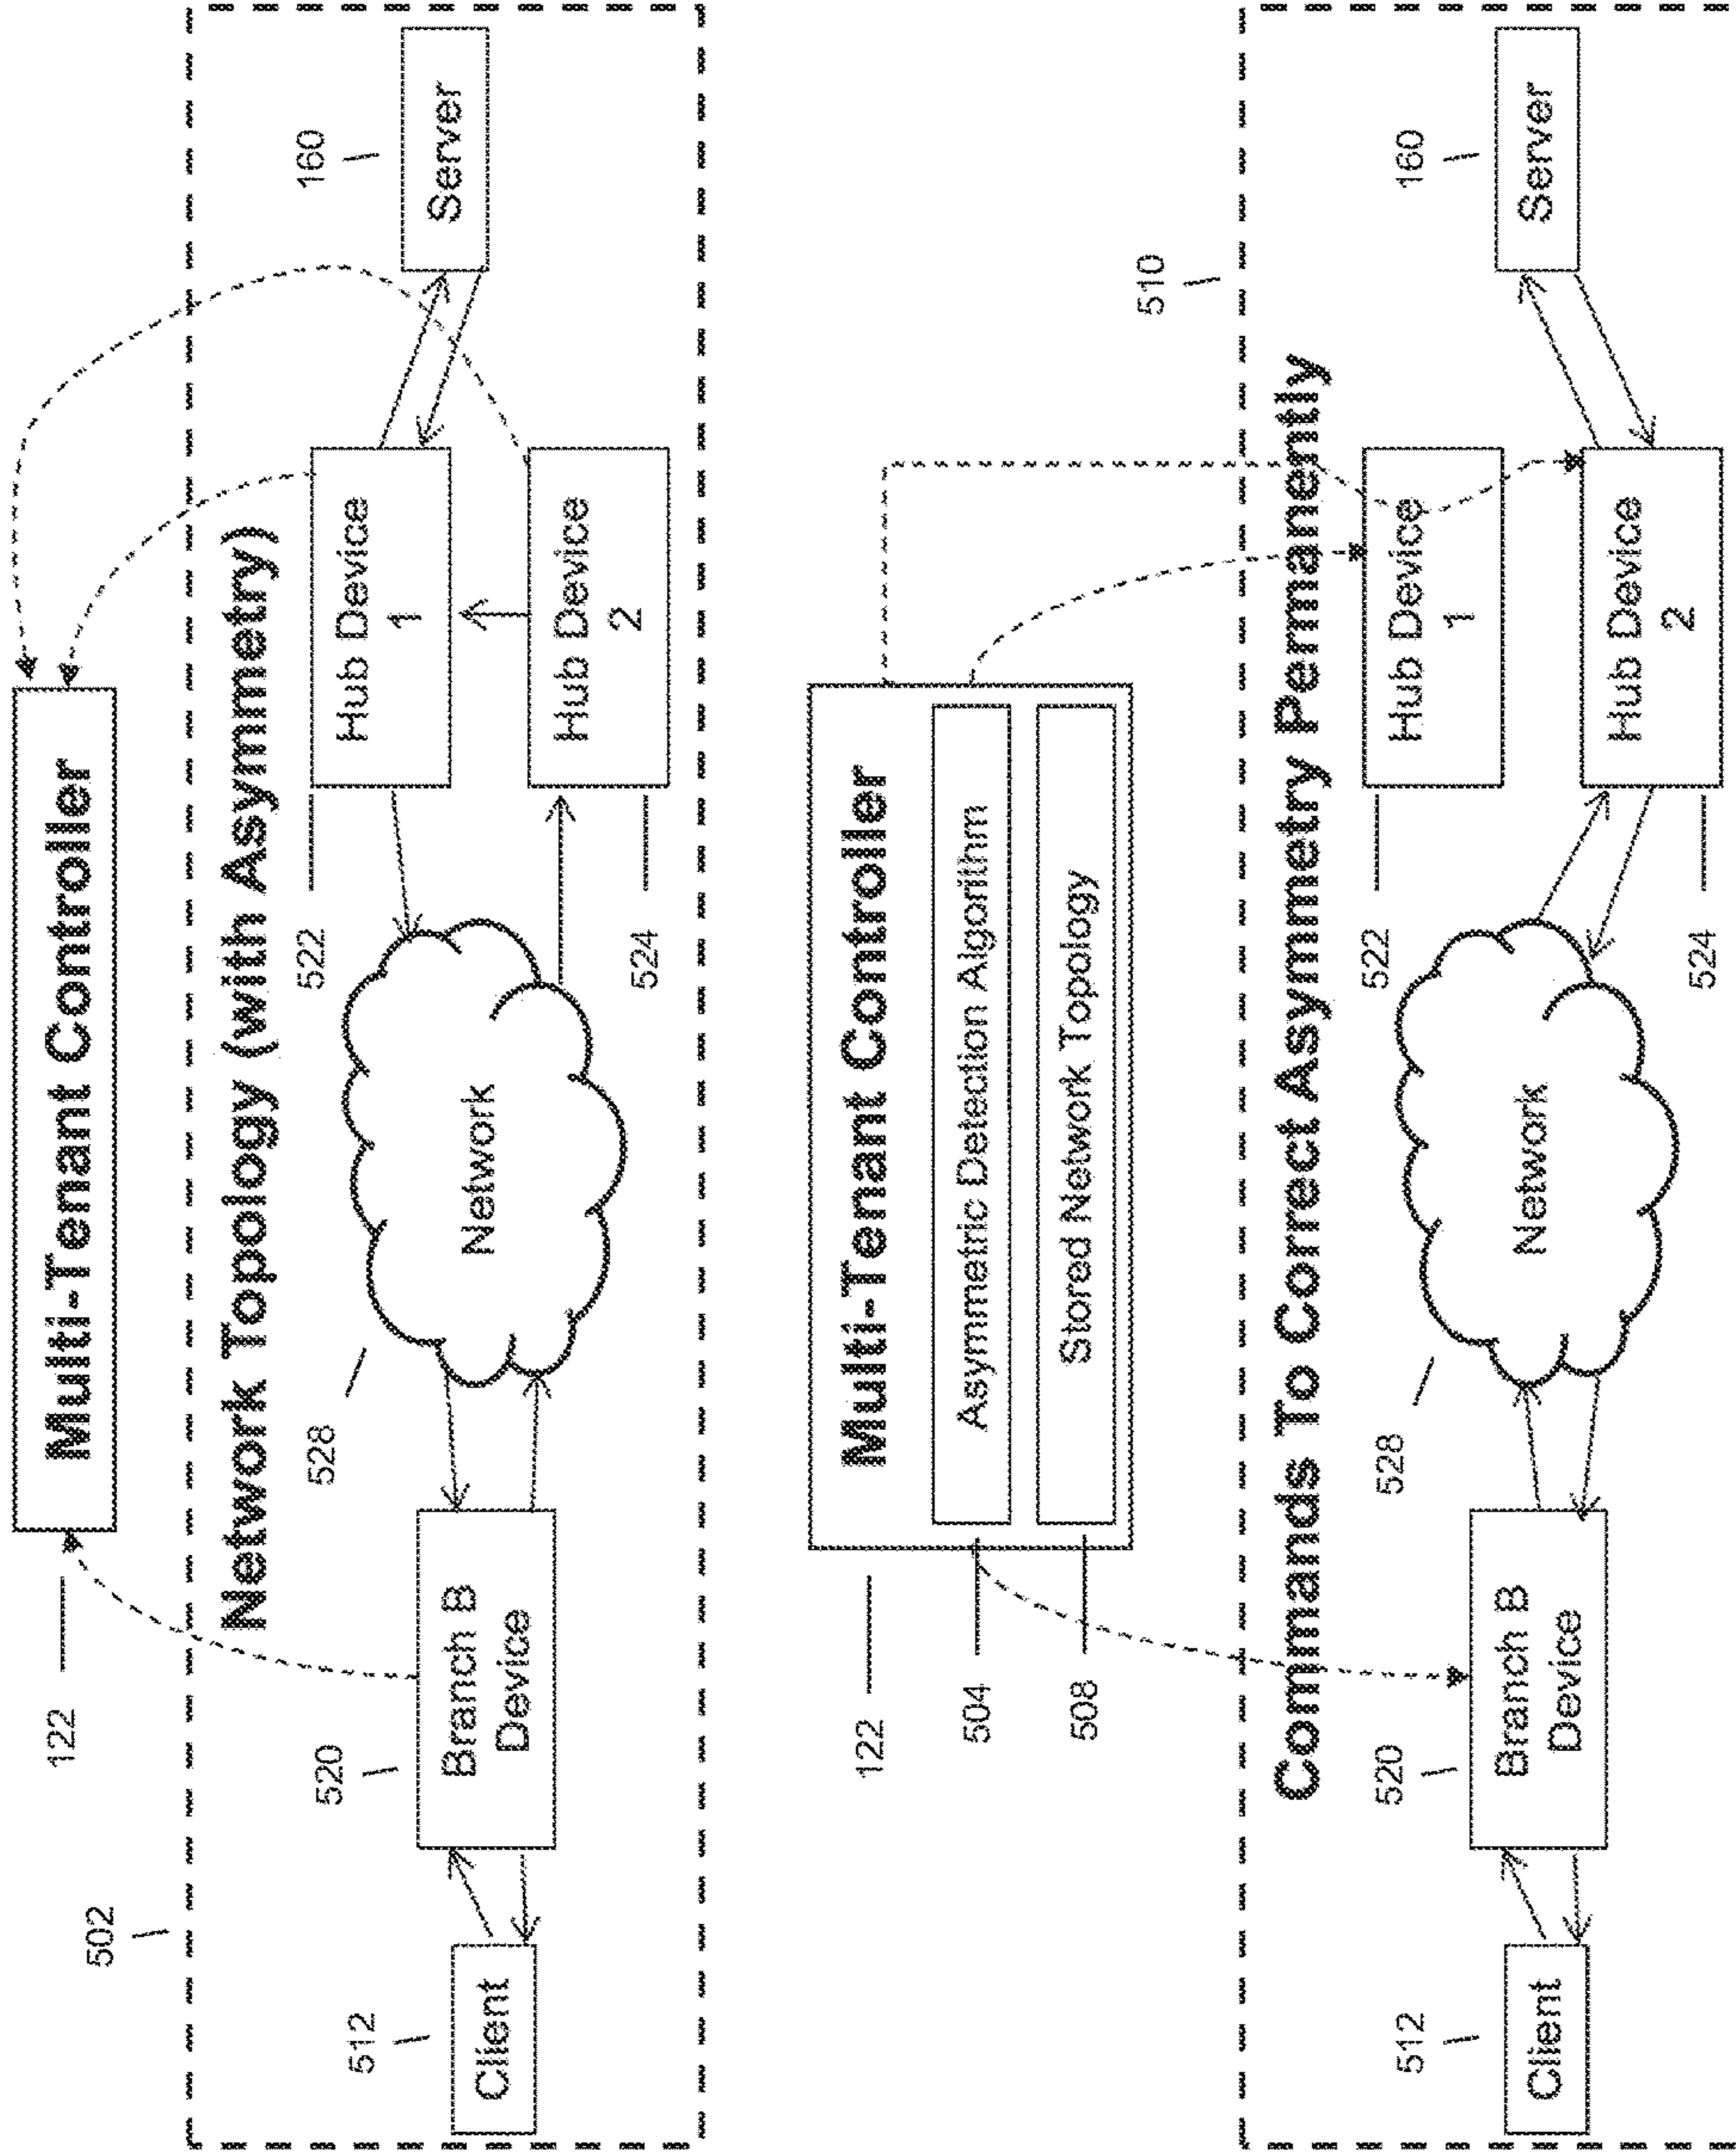 122
Multi-Tenant Controller
502
Network Topology (with Asymmetry)
512
Client
520
Branch B
Device
528
Network
522
Hub Device
1
524
Hub Device
2
160
Server
122
Multi-Tenant Controller
504
Asymmetric Detection Algorithm
508
Stored Network Topology
510
Commands To Correct Asymmetry Permanently
512
Client
520
Branch B
Device
528
Network
522
Hub Device
1
524
Hub Device
2
160
Server